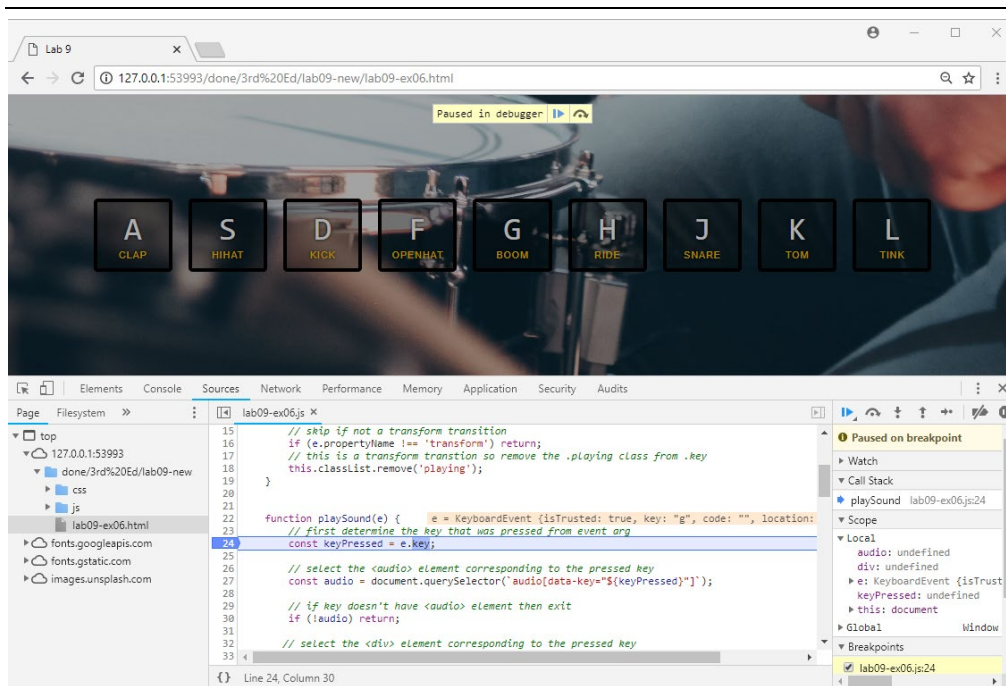 Lab 9
127.0.0.1:53993/done/3rd%20Ed/lab09-new/lab09-ex06.html
Paused in debugger
A
CLAP
S
HIHAT
D
KICK
F
OPENHAT
G
BOOM
H
RIDE
J
SNARE
K
TOM
L
TINK
Elements Console Sources Network Performance Memory Application Security Audits
Page Filesystem »
top
127.0.0.1:53993
done/3rd%20Ed/lab09-new
css
js
lab09-ex06.html
fonts.googleapis.com
fonts.gstatic.com
images.unsplash.com
lab09-ex06.js
15 // skip if not a transform transition
16 if (e.propertyName !== 'transform') return;
17 // this is a transform transtion so remove the .playing class from .key
18 this.classList.remove('playing');
19 }
20
21
22 function playSound(e) { e = KeyboardEvent {isTrusted: true, key: "g", code: "", location:
23 // first determine the key that was pressed from event arg
24 const keyPressed = e.key;
25
26 // select the <audio> element corresponding to the pressed key
27 const audio = document.querySelector(`audio[data-key="${keyPressed}"]`);
28
29 // if key doesn't have <audio> element then exit
30 if (!audio) return;
31
32 // select the <div> element corresponding to the pressed key
33
{} Line 24, Column 30
Paused on breakpoint
Watch
Call Stack
playSound lab09-ex06.js:24
Scope
Local
audio: undefined
div: undefined
e: KeyboardEvent {isTrust
keyPressed: undefined
this: document
Global Window
Breakpoints
lab09-ex06.js:24